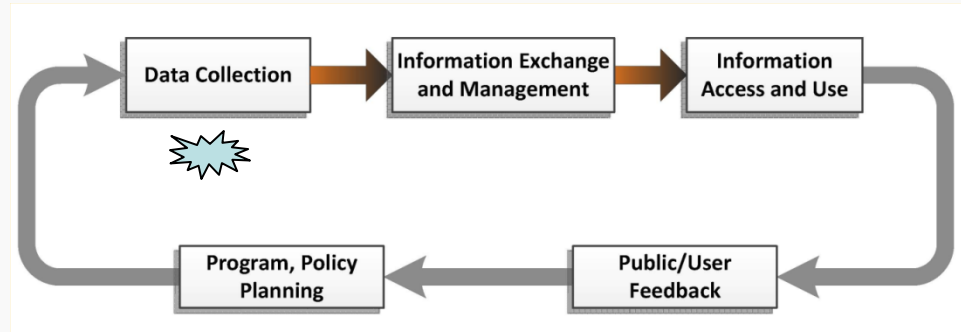 Data Collection
Information Exchange
and Management
Information
Access and Use
Program, Policy
Planning
Public/User
Feedback